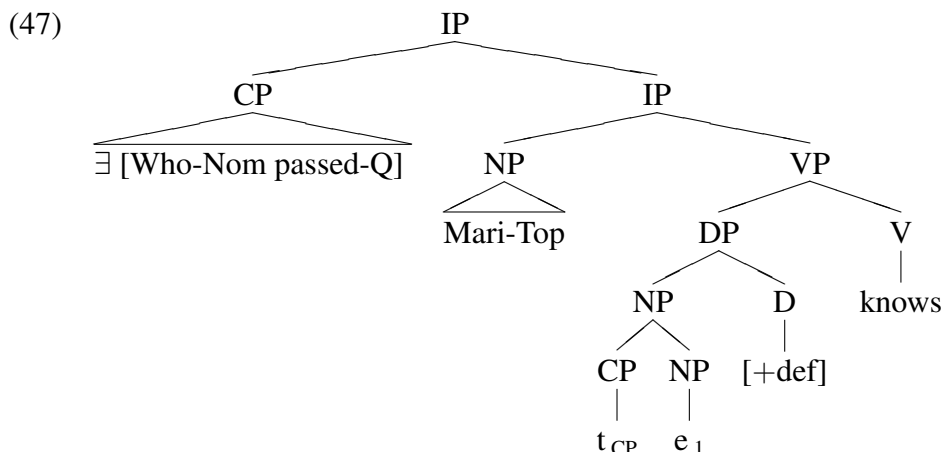 (47) IP
CP IP
∃ [Who-Nom passed-Q] NP VP
Mari-Top DP V
NP D knows
CP NP [+def]
t CP e 1